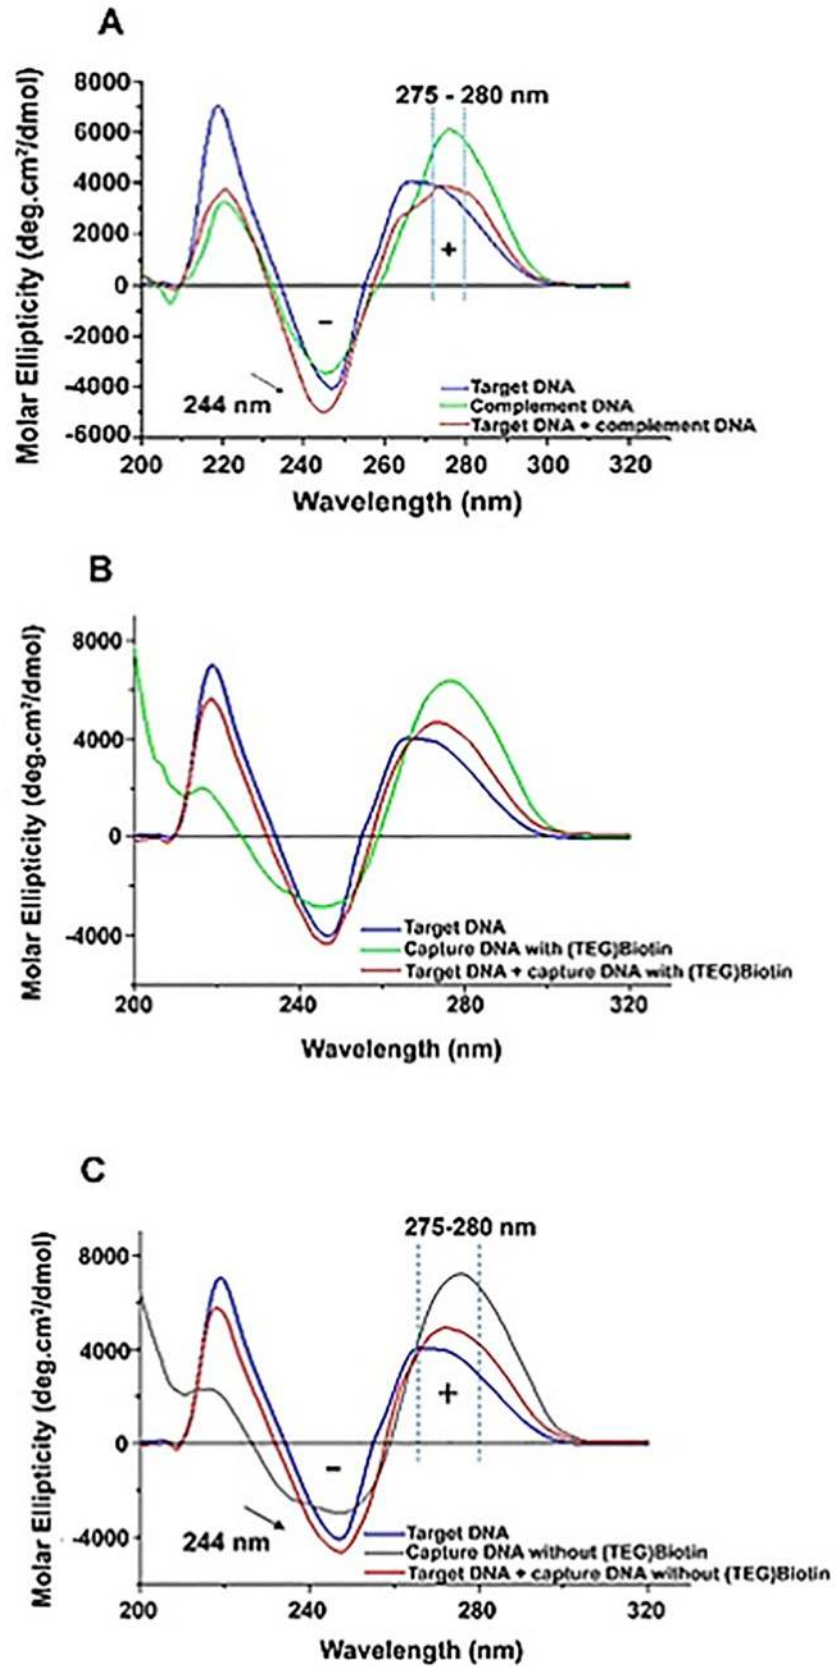 A
Molar Ellipticity (deg.cm²/dmol)
8000
6000
4000
2000
0
-2000
-4000
-6000
275 - 280 nm
+
–
244 nm
Target DNA
Complement DNA
Target DNA + complement DNA
200 220 240 260 280 300 320
Wavelength (nm)
B
Molar Ellipticity (deg.cm²/dmol)
8000
4000
0
-4000
Target DNA
Capture DNA with (TEG)Biotin
Target DNA + capture DNA with (TEG)Biotin
200 240 280 320
Wavelength (nm)
C
Molar Ellipticity (deg.cm²/dmol)
275-280 nm
8000
4000
0
-4000
+
–
244 nm
Target DNA
Capture DNA without (TEG)Biotin
Target DNA + capture DNA without (TEG)Biotin
200 240 280 320
Wavelength (nm)